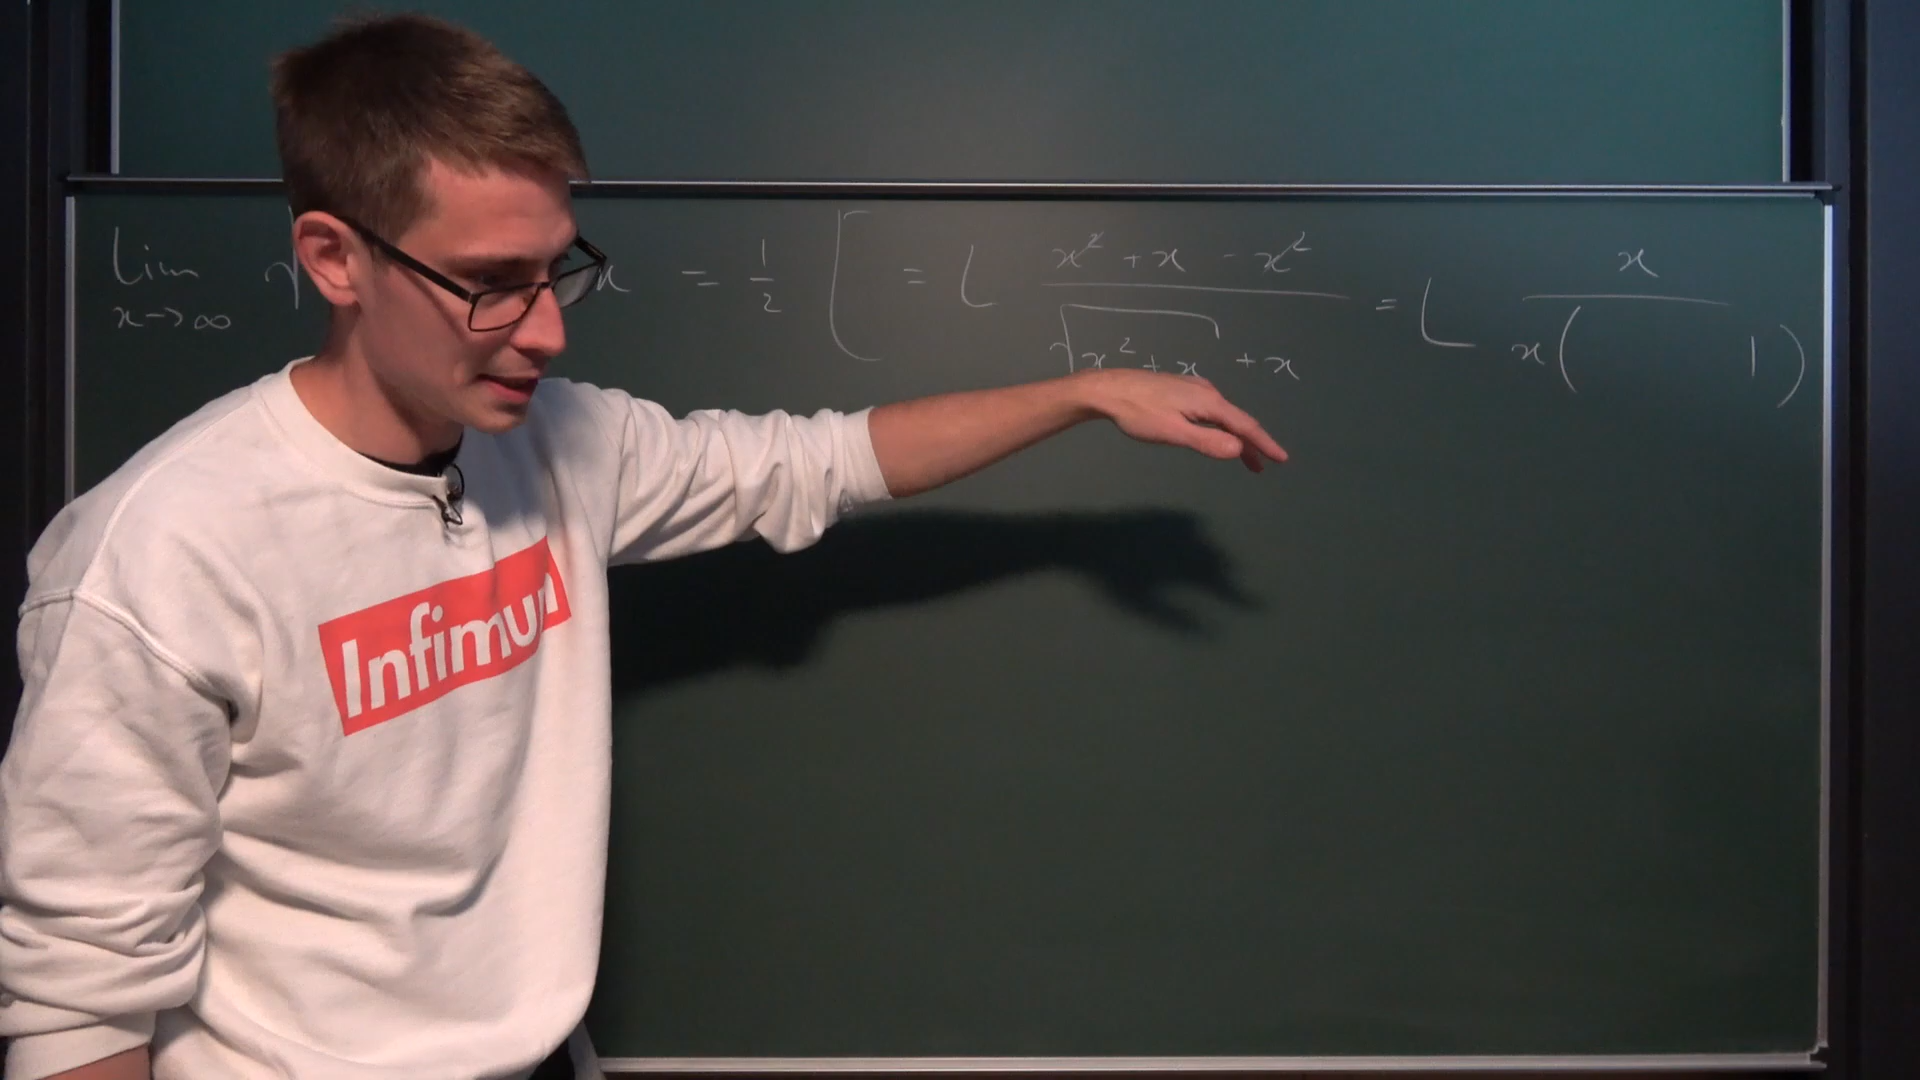 lim x→∞ √ x = 1/2 [ = L (x² + x - x²)/(√(x² + x) + x) = L x/(x( 1))
Infimum